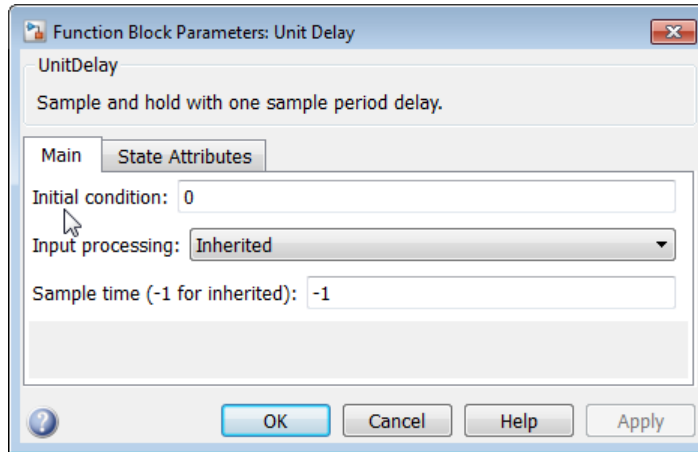 Function Block Parameters: Unit Delay
UnitDelay
Sample and hold with one sample period delay.
Main State Attributes
Initial condition: 0
Input processing: Inherited
Sample time (-1 for inherited): -1
OK Cancel Help Apply